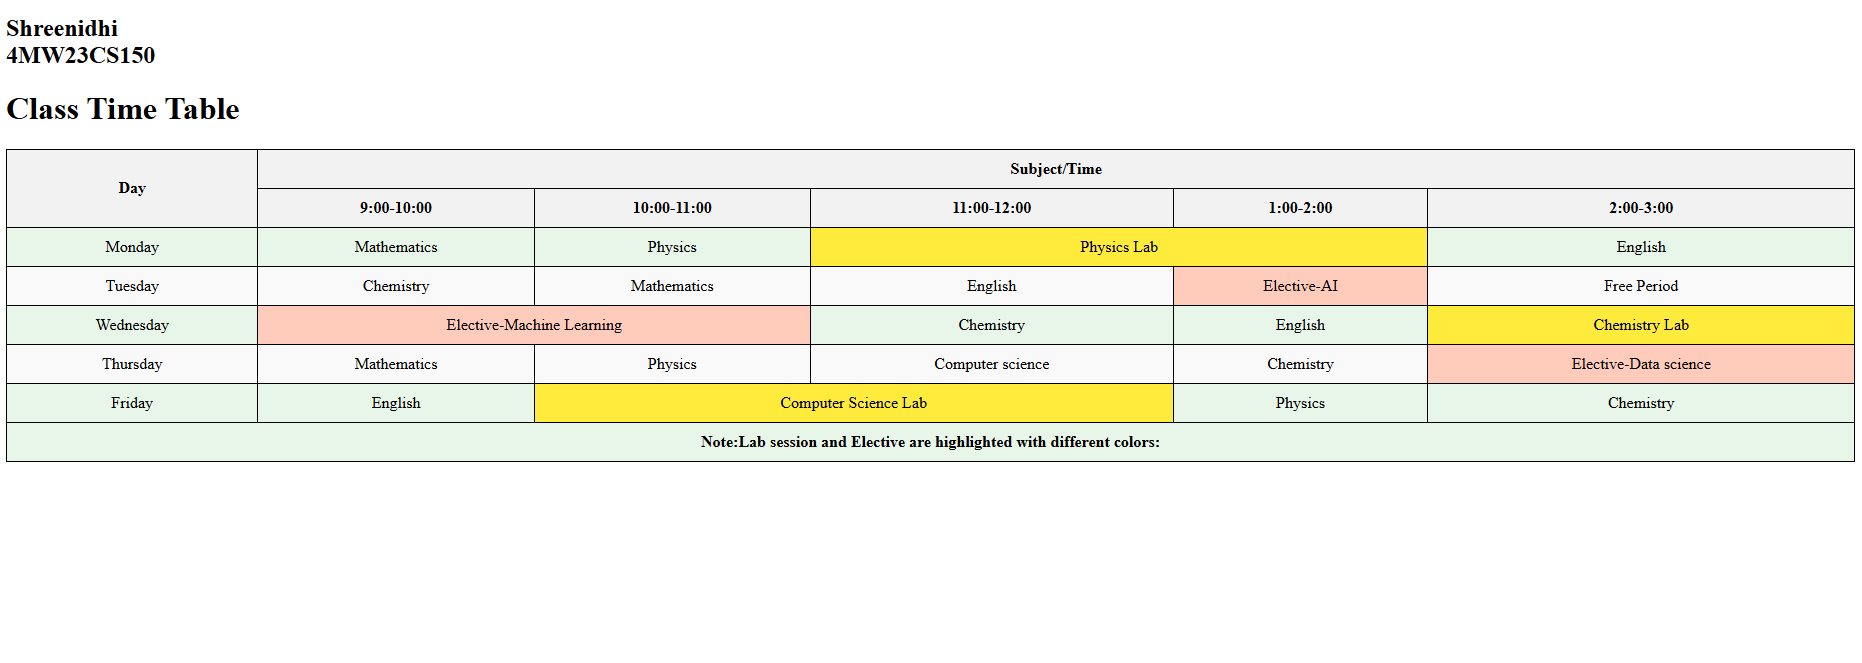 Shreenidhi
4MW23CS150
Class Time Table
Day Subject/Time
9:00-10:00 10:00-11:00 11:00-12:00 1:00-2:00 2:00-3:00
Monday Mathematics Physics Physics Lab English
Tuesday Chemistry Mathematics English Elective-AI Free Period
Wednesday Elective-Machine Learning Chemistry English Chemistry Lab
Thursday Mathematics Physics Computer science Chemistry Elective-Data science
Friday English Computer Science Lab Physics Chemistry
Note:Lab session and Elective are highlighted with different colors: